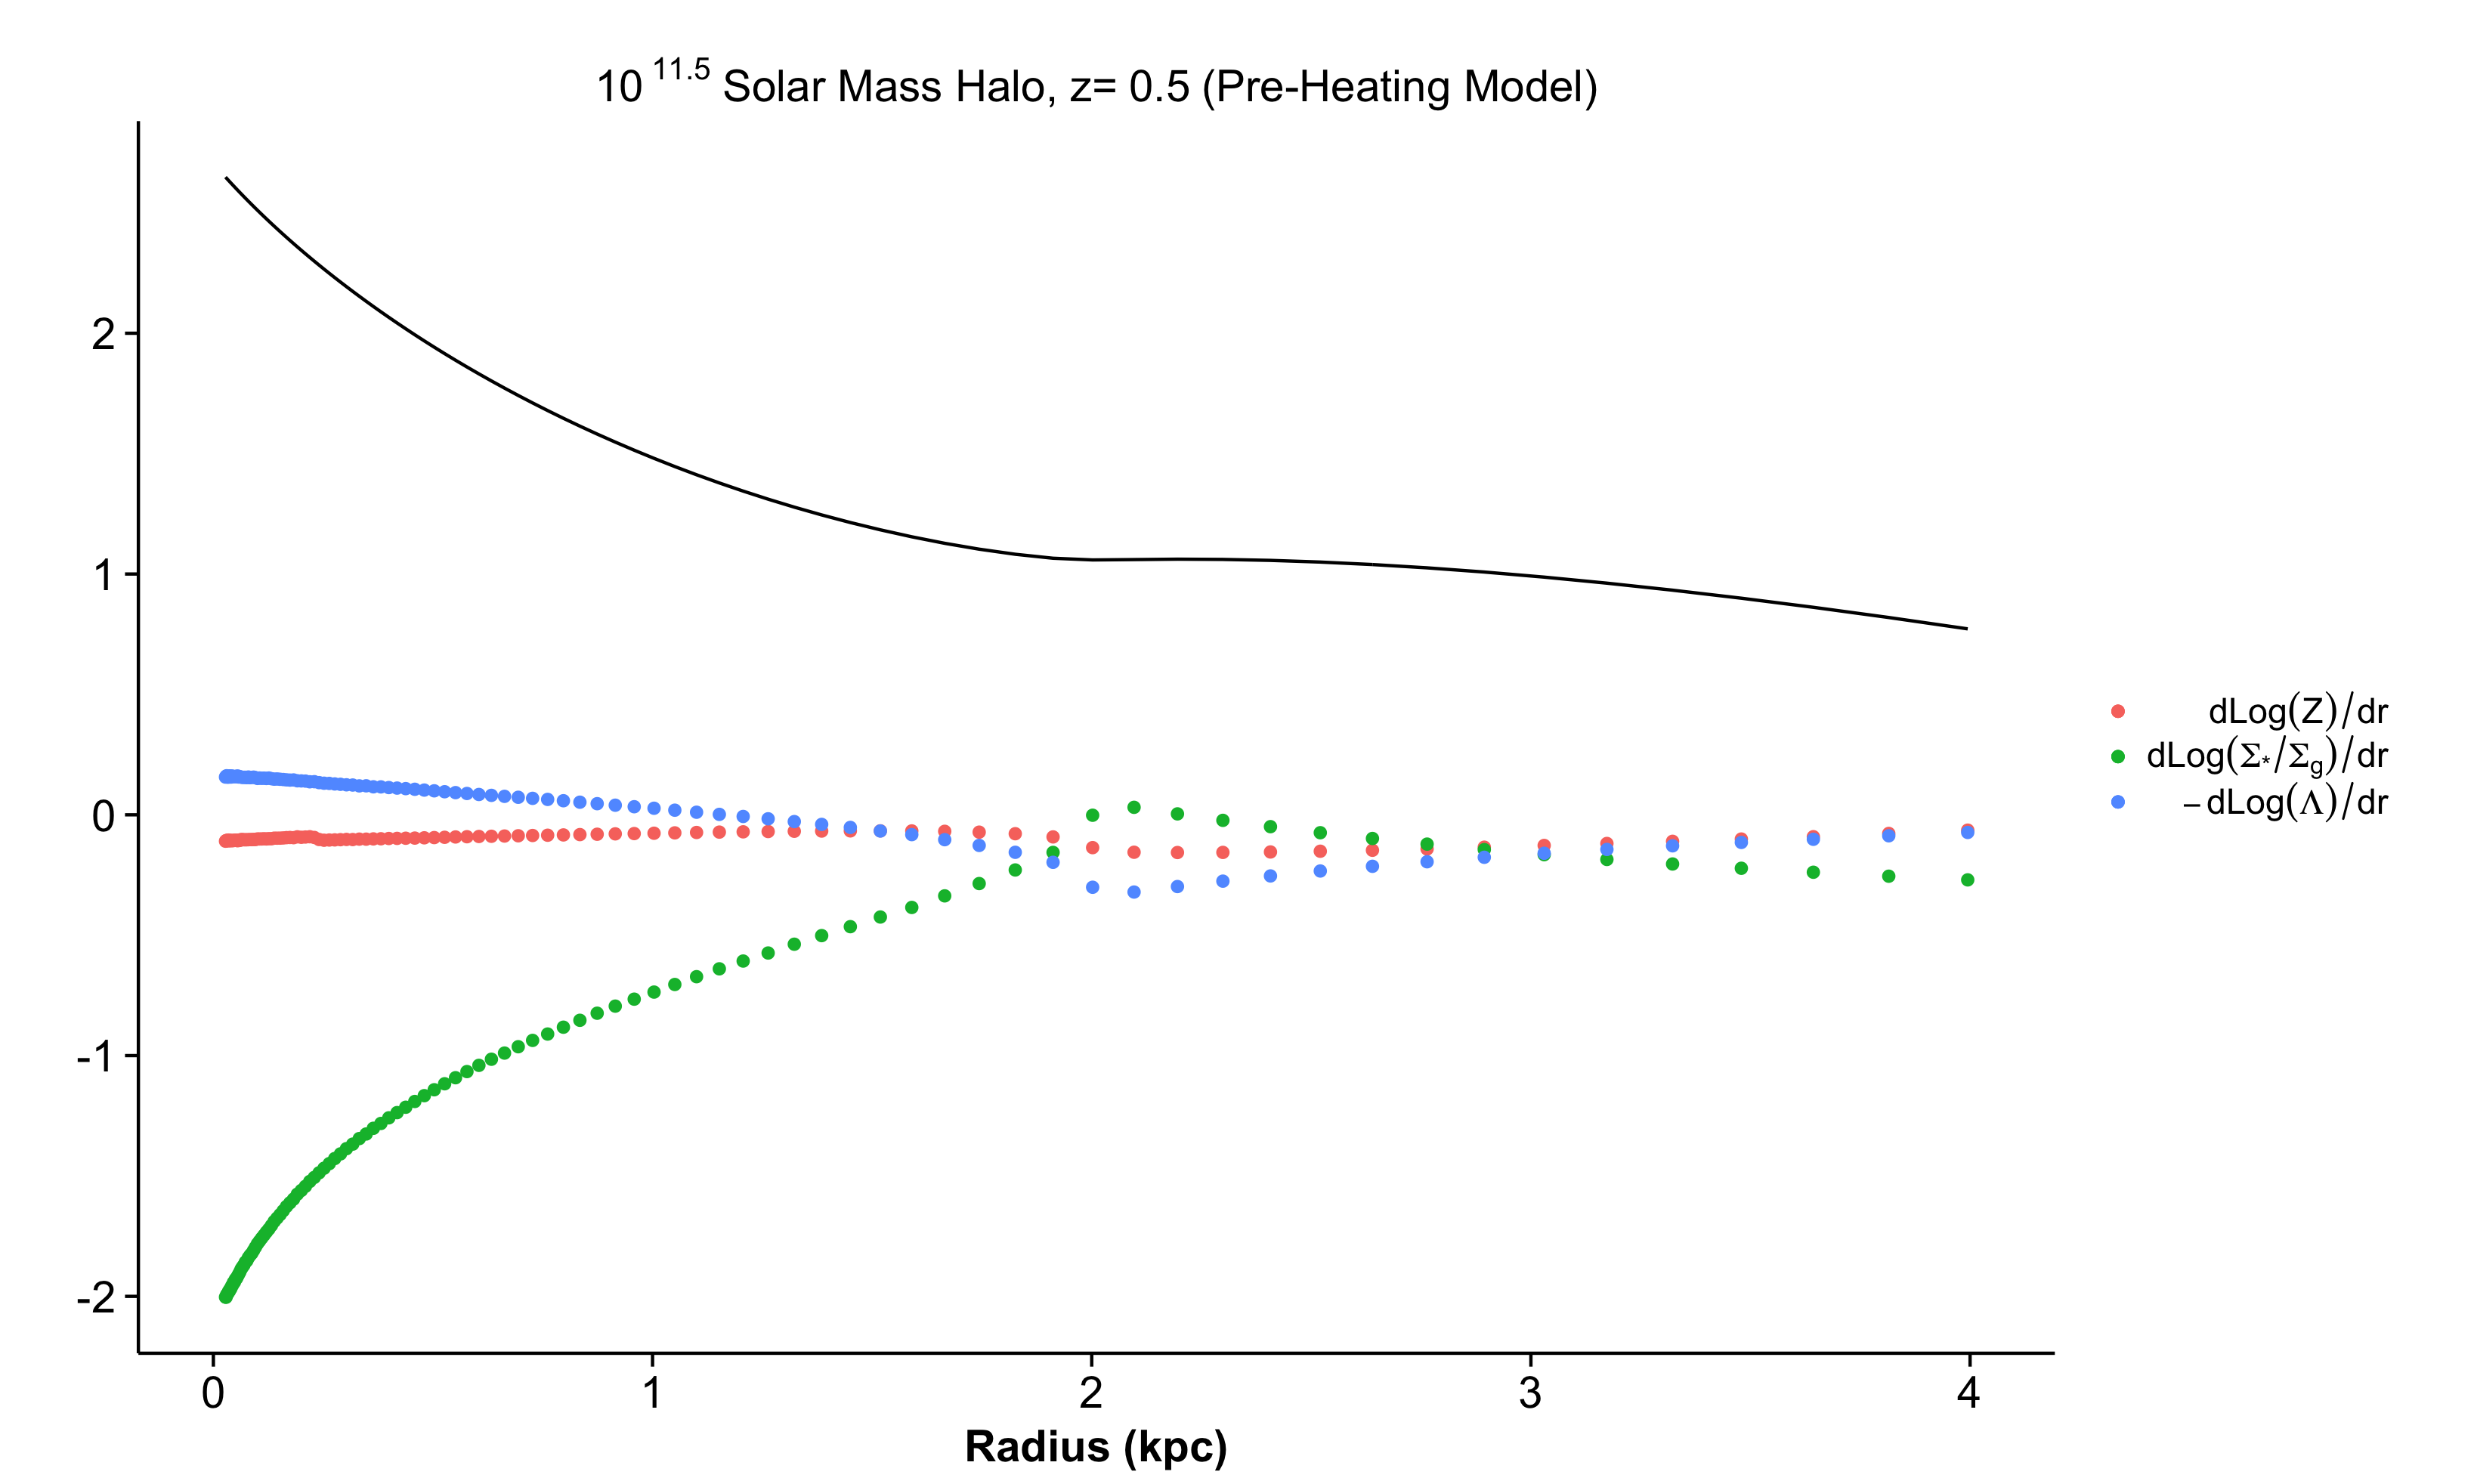 10 11.5 Solar Mass Halo, z= 0.5 (Pre-Heating Model)
2
1
0
-1
-2
0 1 2 3 4
Radius (kpc)
dLog(Z)/dr
dLog(Σ*/Σg)/dr
−dLog(Λ)/dr